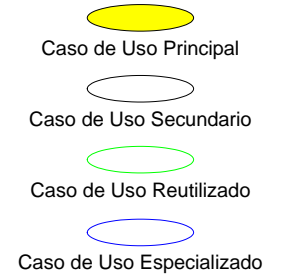 Caso de Uso Principal
Caso de Uso Secundario
Caso de Uso Reutilizado
Caso de Uso Especializado